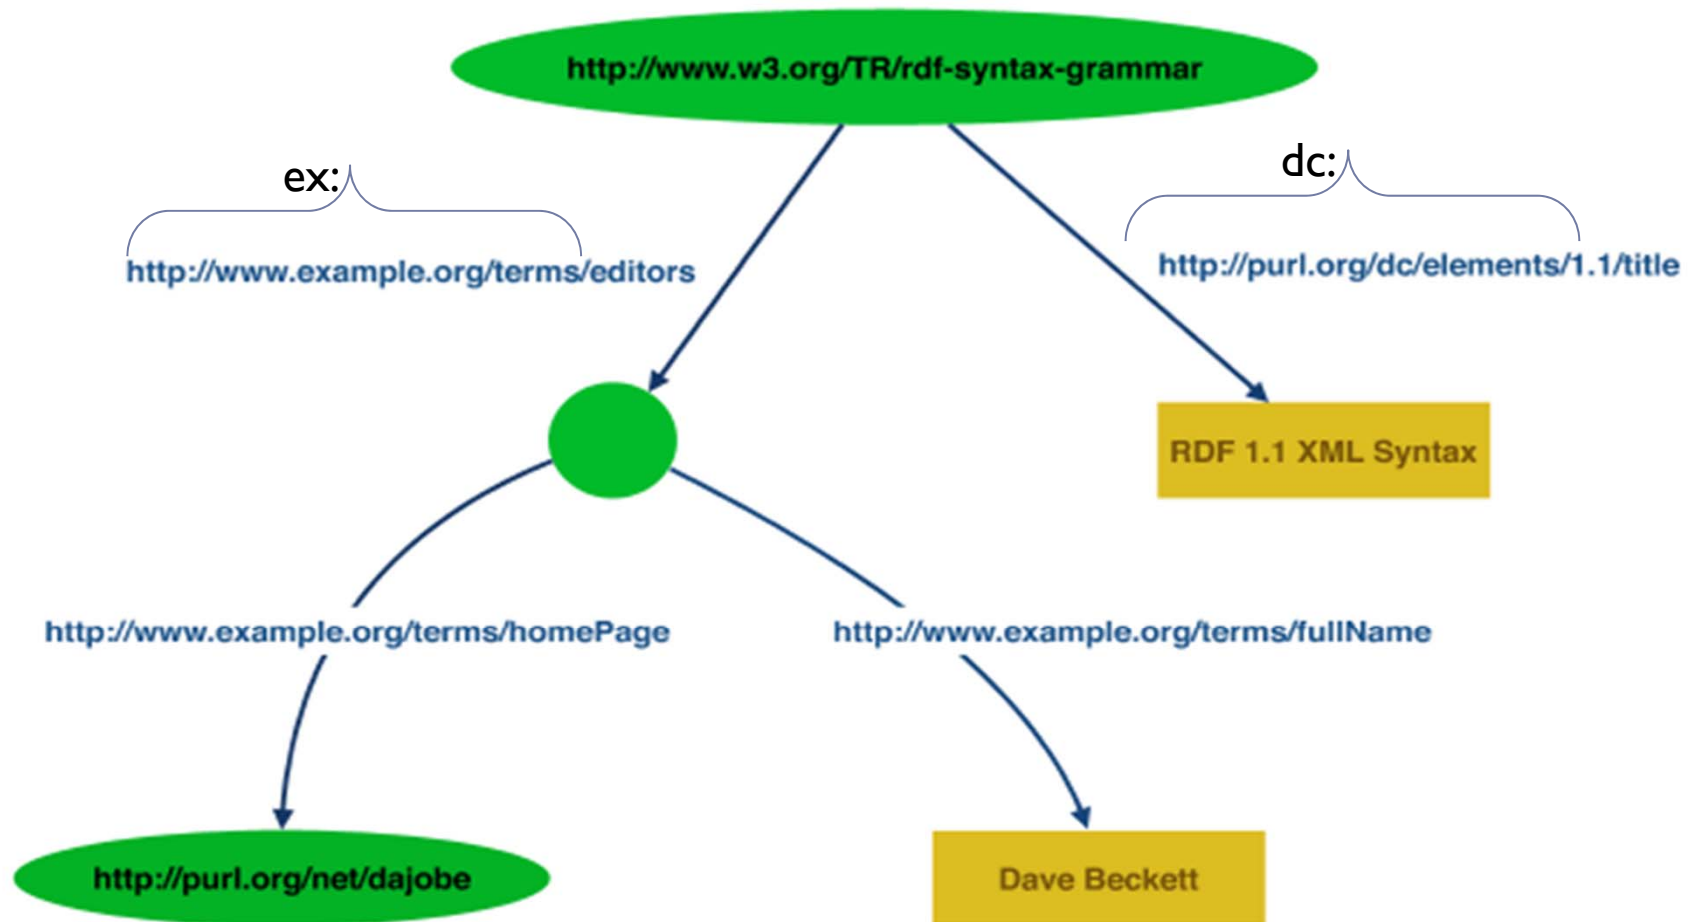 http://www.w3.org/TR/rdf-syntax-grammar
ex:
dc:
http://www.example.org/terms/editors
http://purl.org/dc/elements/1.1/title
RDF 1.1 XML Syntax
http://www.example.org/terms/homePage
http://www.example.org/terms/fullName
http://purl.org/net/dajobe
Dave Beckett